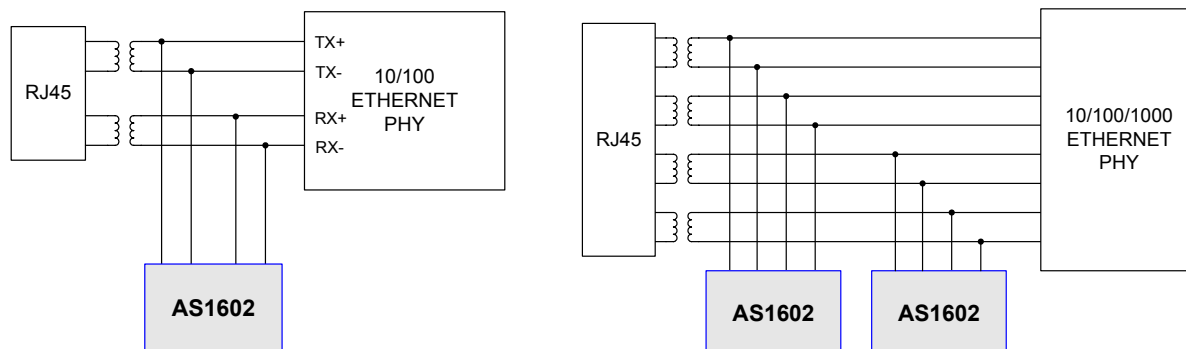 RJ45
TX+
TX-
RX+
RX-
10/100
ETHERNET
PHY
AS1602
RJ45
10/100/1000
ETHERNET
PHY
AS1602
AS1602